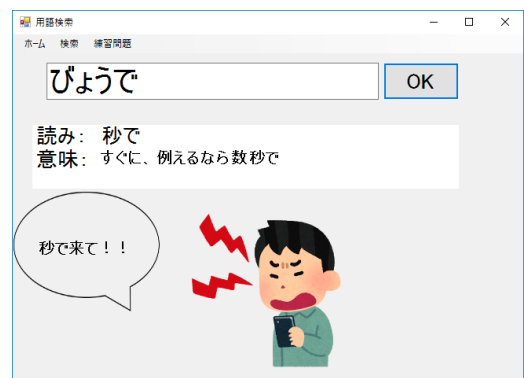 用語検索
ホーム 検索 練習問題
びょうで OK
読み: 秒で
意味: すぐに、例えるなら数秒で
秒で来て！！